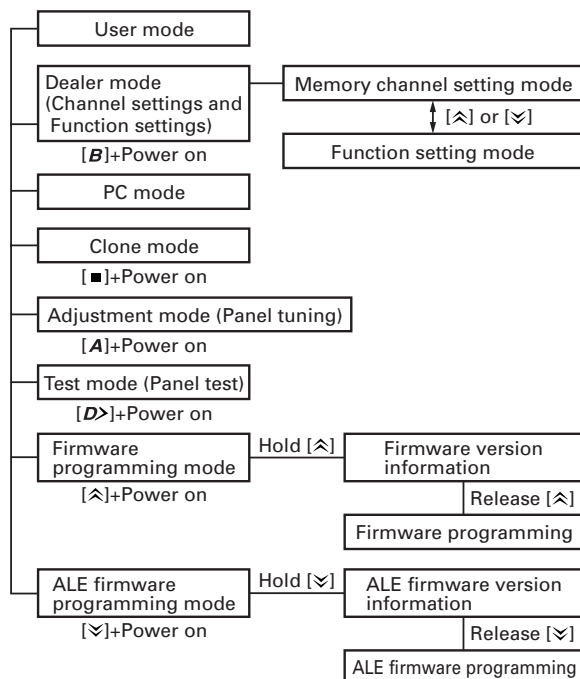 User mode
Dealer mode
(Channel settings and
Function settings)
[B]+Power on
Memory channel setting mode
[︽] or [︾]
Function setting mode
PC mode
Clone mode
[■]+Power on
Adjustment mode (Panel tuning)
[A]+Power on
Test mode (Panel test)
[D>]+Power on
Firmware
programming mode
[︽]+Power on
Hold [︽]
Firmware version
information
Release [︽]
Firmware programming
ALE firmware
programming mode
[︾]+Power on
Hold [︾]
ALE firmware version
information
Release [︾]
ALE firmware programming